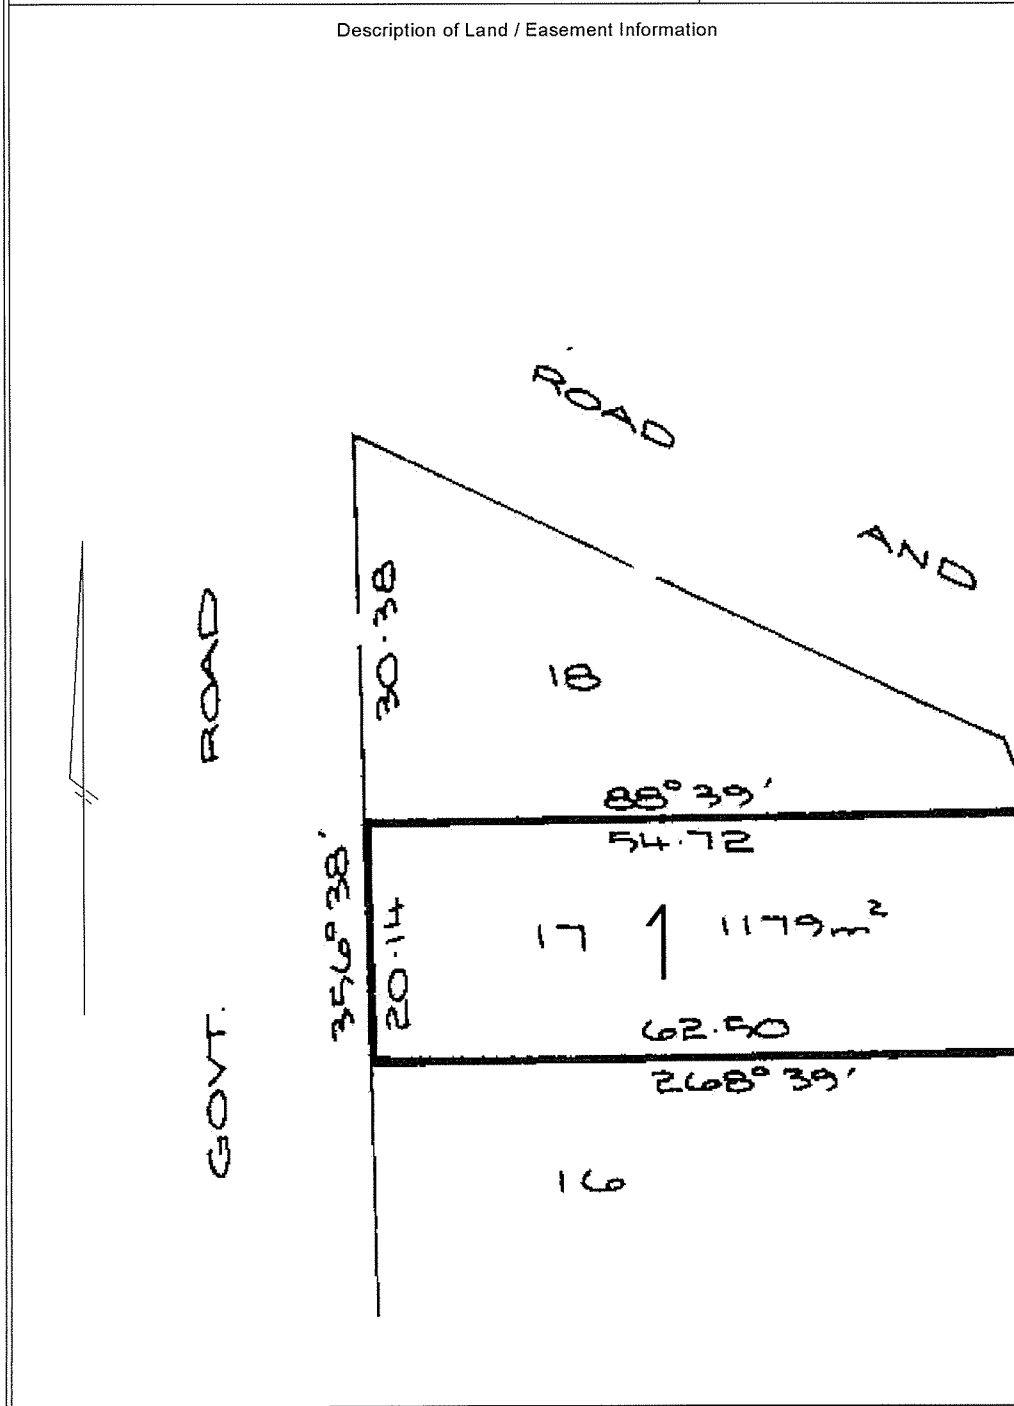 Description of Land / Easement Information
ROAD
AND
30.38
ROAD
18
88° 39'
54.72
356° 38'
20.14
17
1179m²
62.50
268° 39'
GOVT.
16